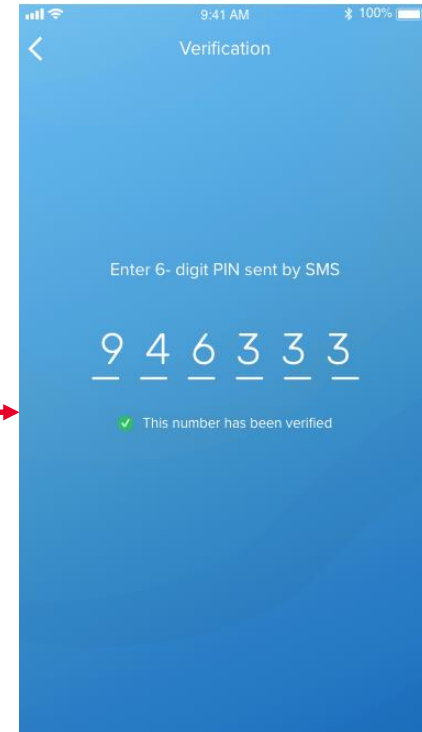 9:41 AM 100%
Verification
Enter 6- digit PIN sent by SMS
9 4 6 3 3 3
This number has been verified